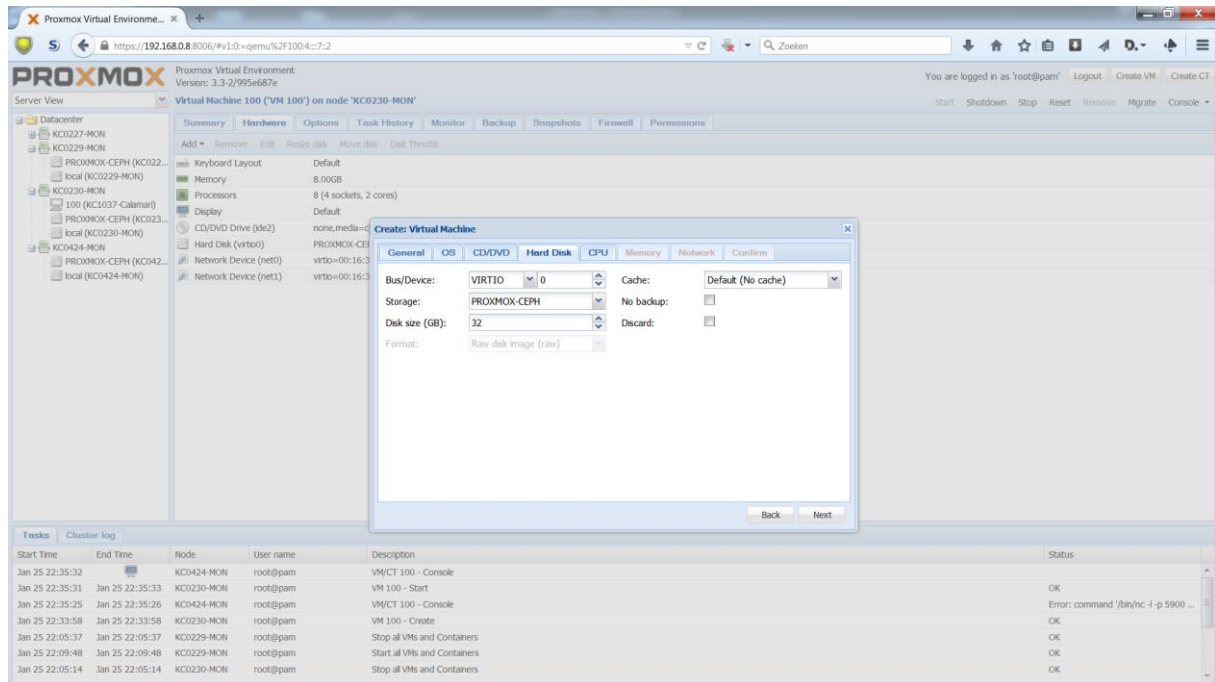 Proxmox Virtual Environme...
https://192.168.0.8:8006/#v1:0:=qemu%2F100:4::::7::2
Zoeken
PROXMOX
Proxmox Virtual Environment
Version: 3.3-2/995e687e
You are logged in as 'root@pam' Logout Create VM Create CT
Server View
Virtual Machine 100 ('VM 100') on node 'KC0230-MON'
Start Shutdown Stop Reset Remove Migrate Console
Datacenter
KC0227-MON
KC0229-MON
PROXMOX-CEPH (KC022...
local (KC0229-MON)
KC0230-MON
100 (KC1037-Calamari)
PROXMOX-CEPH (KC023...
local (KC0230-MON)
KC0424-MON
PROXMOX-CEPH (KC042...
local (KC0424-MON)
Summary Hardware Options Task History Monitor Backup Snapshots Firewall Permissions
Add Remove Edit Resize disk Move disk Disk Throttle
Keyboard Layout Default
Memory 8.00GB
Processors 8 (4 sockets, 2 cores)
Display Default
CD/DVD Drive (ide2) none,media=c
Hard Disk (virtio0) PROXMOX-CE
Network Device (net0) virtio=00:16:3
Network Device (net1) virtio=00:16:3
Create: Virtual Machine
General OS CD/DVD Hard Disk CPU Memory Network Confirm
Bus/Device: VIRTIO 0 Cache: Default (No cache)
Storage: PROXMOX-CEPH No backup:
Disk size (GB): 32 Discard:
Format: Raw disk image (raw)
Back Next
Tasks Cluster log
Start Time End Time Node User name Description Status
Jan 25 22:35:32 KC0424-MON root@pam VM/CT 100 - Console
Jan 25 22:35:31 Jan 25 22:35:33 KC0230-MON root@pam VM 100 - Start OK
Jan 25 22:35:25 Jan 25 22:35:26 KC0424-MON root@pam VM/CT 100 - Console Error: command '/bin/nc -l -p 5900 ...
Jan 25 22:33:58 Jan 25 22:33:58 KC0230-MON root@pam VM 100 - Create OK
Jan 25 22:05:37 Jan 25 22:05:37 KC0229-MON root@pam Stop all VMs and Containers OK
Jan 25 22:09:48 Jan 25 22:09:48 KC0229-MON root@pam Start all VMs and Containers OK
Jan 25 22:05:14 Jan 25 22:05:14 KC0230-MON root@pam Stop all VMs and Containers OK